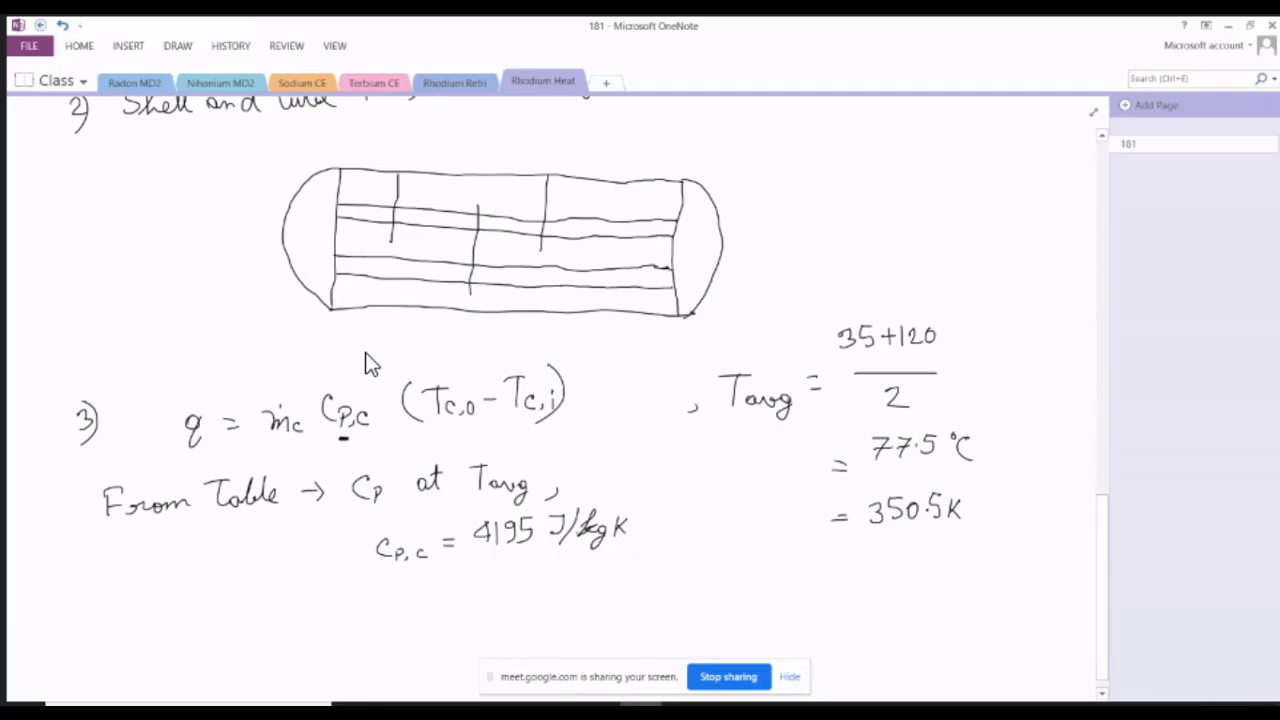 181 - Microsoft OneNote
FILE HOME INSERT DRAW HISTORY REVIEW VIEW
Microsoft account
Class Radon MD2 Nihonium MD2 Sodium CE Terbium CE Rhodium Refri Rhodium Heat +
Search (Ctrl+E)
Add Page
181
2) Shell and
3) q = ṁc Cp,c (Tc,o - Tc,i) , Tavg = 35+120 / 2
= 77.5 °C
= 350.5K
From Table → Cp at Tavg,
Cp,c = 4195 J/kg K
meet.google.com is sharing your screen. Stop sharing Hide